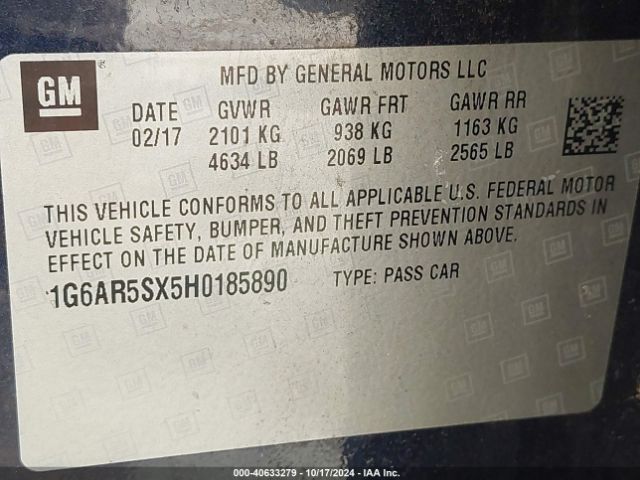 GM
MFD BY GENERAL MOTORS LLC
DATE GVWR GAWR FRT GAWR RR
02/17 2101 KG 938 KG 1163 KG
4634 LB 2069 LB 2565 LB
THIS VEHICLE CONFORMS TO ALL APPLICABLE U.S. FEDERAL MOTOR
VEHICLE SAFETY, BUMPER, AND THEFT PREVENTION STANDARDS IN
EFFECT ON THE DATE OF MANUFACTURE SHOWN ABOVE.
1G6AR5SX5H0185890 TYPE: PASS CAR
000-40633279 - 10/17/2024 - IAA Inc.